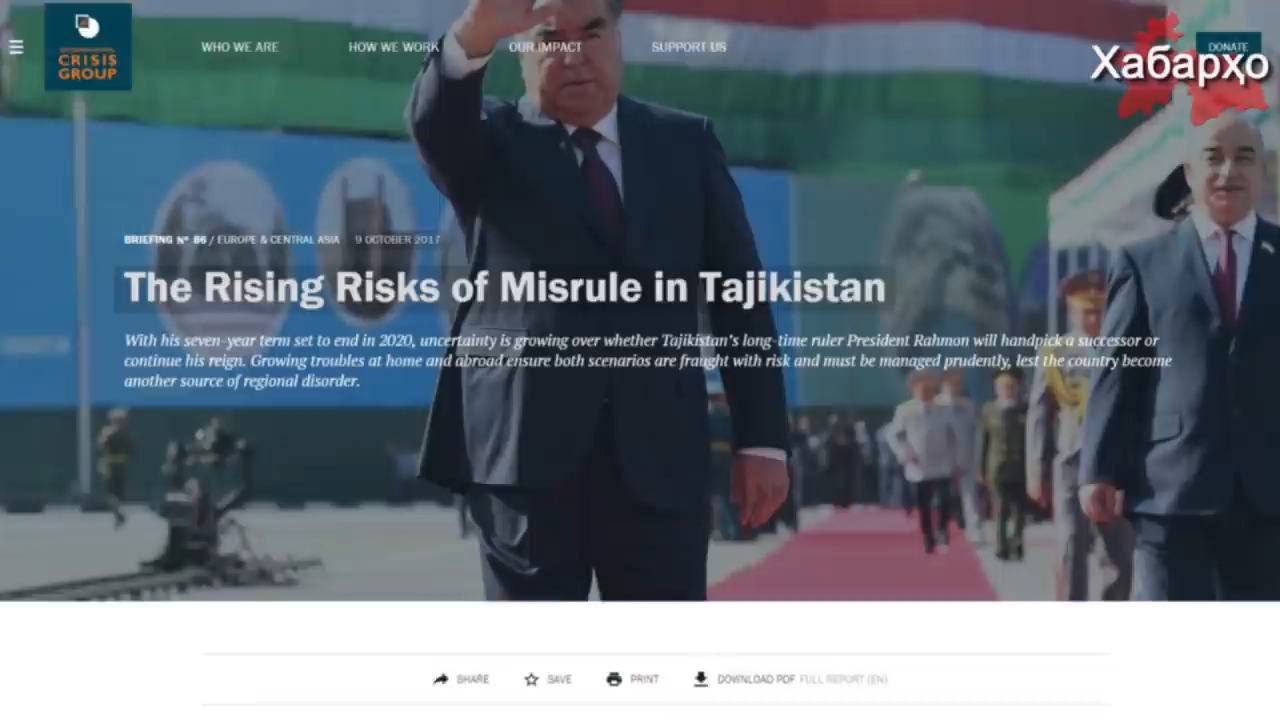 INTERNATIONAL
CRISIS
GROUP
WHO WE ARE
HOW WE WORK
OUR IMPACT
SUPPORT US
DONATE
Хабарҳо
BRIEFING Nº 86 / EUROPE & CENTRAL ASIA 9 OCTOBER 2017
The Rising Risks of Misrule in Tajikistan
With his seven-year term set to end in 2020, uncertainty is growing over whether Tajikistan's long-time ruler President Rahmon will handpick a successor or
continue his reign. Growing troubles at home and abroad ensure both scenarios are fraught with risk and must be managed prudently, lest the country become
another source of regional disorder.
SHARE
SAVE
PRINT
DOWNLOAD PDF FULL REPORT (EN)